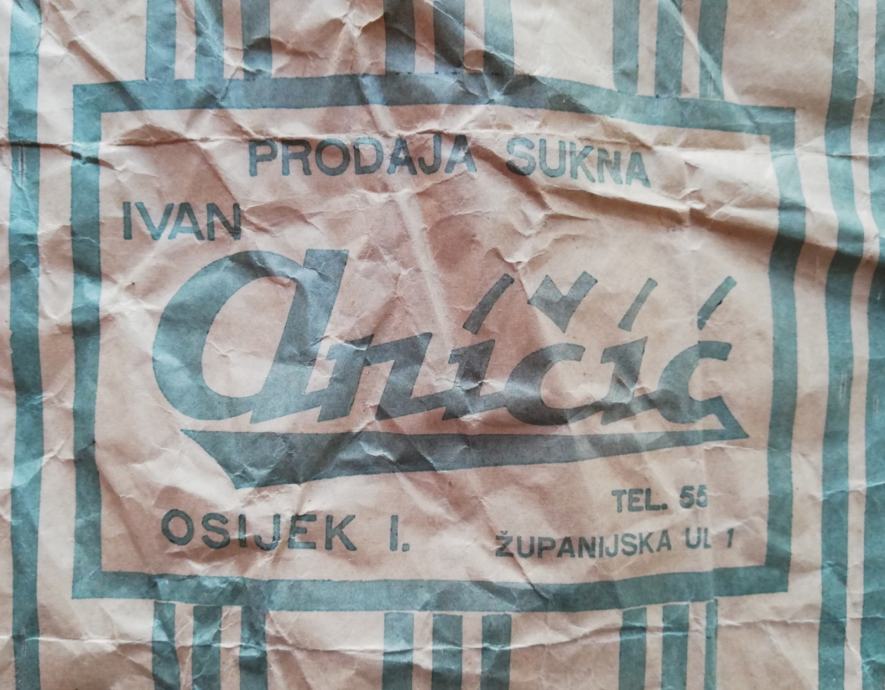 PRODAJA SUKNA
IVAN
Aničić
OSIJEK I.
TEL. 55
ŽUPANIJSKA UL 1